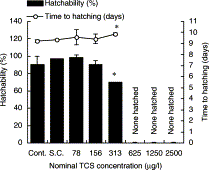 Hatchability (%)
Time to hatching (days)
140
120
100
80
60
40
20
0
Hatchability (%)
*
*
None hatched
None hatched
None hatched
11
10
9
8
7
6
5
4
3
2
1
0
Time to hatching (days)
Cont. S.C. 78 156 313 625 1250 2500
Nominal TCS concentration (µg/l)